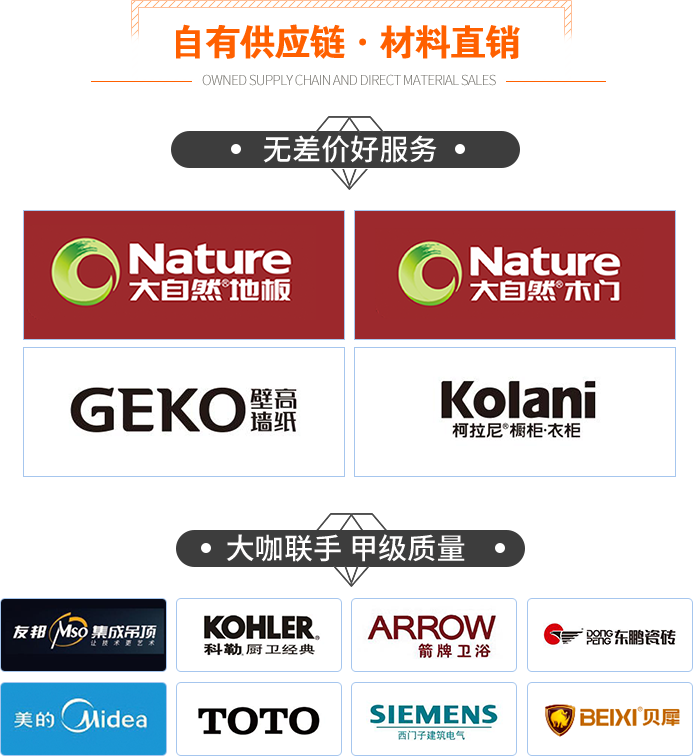 自有供应链·材料直销
OWNED SUPPLY CHAIN AND DIRECT MATERIAL SALES
无差价好服务
Nature
大自然®地板
Nature
大自然®木门
GEKO 壁高
墙纸
Kolani
柯拉尼®橱柜·衣柜
大咖联手 甲级质量
友邦 MSO 集成吊顶
让技术更艺术
KOHLER®
科勒® 厨卫经典
ARROW
箭牌卫浴
DONG
PENG 东鹏瓷砖
美的 Midea
TOTO
SIEMENS
西门子建筑电气
BEIXI®贝犀